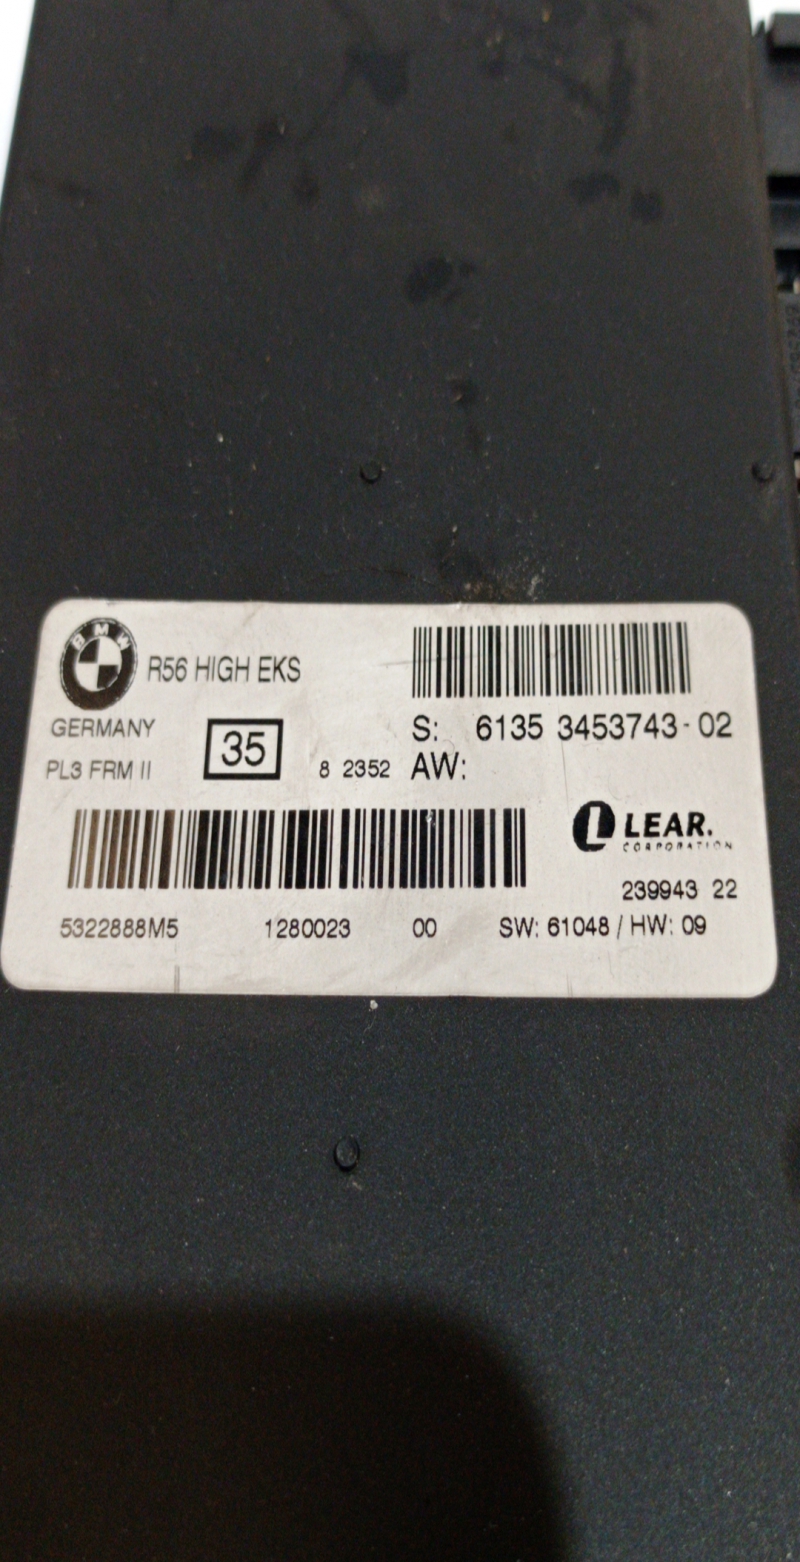 BMW
R56 HIGH EKS
GERMANY
35
S: 6135 3453743-02
PL3 FRM II
8 2352
AW:
LEAR.
CORPORATION
239943 22
5322888M5 1280023 00 SW: 61048 / HW: 09